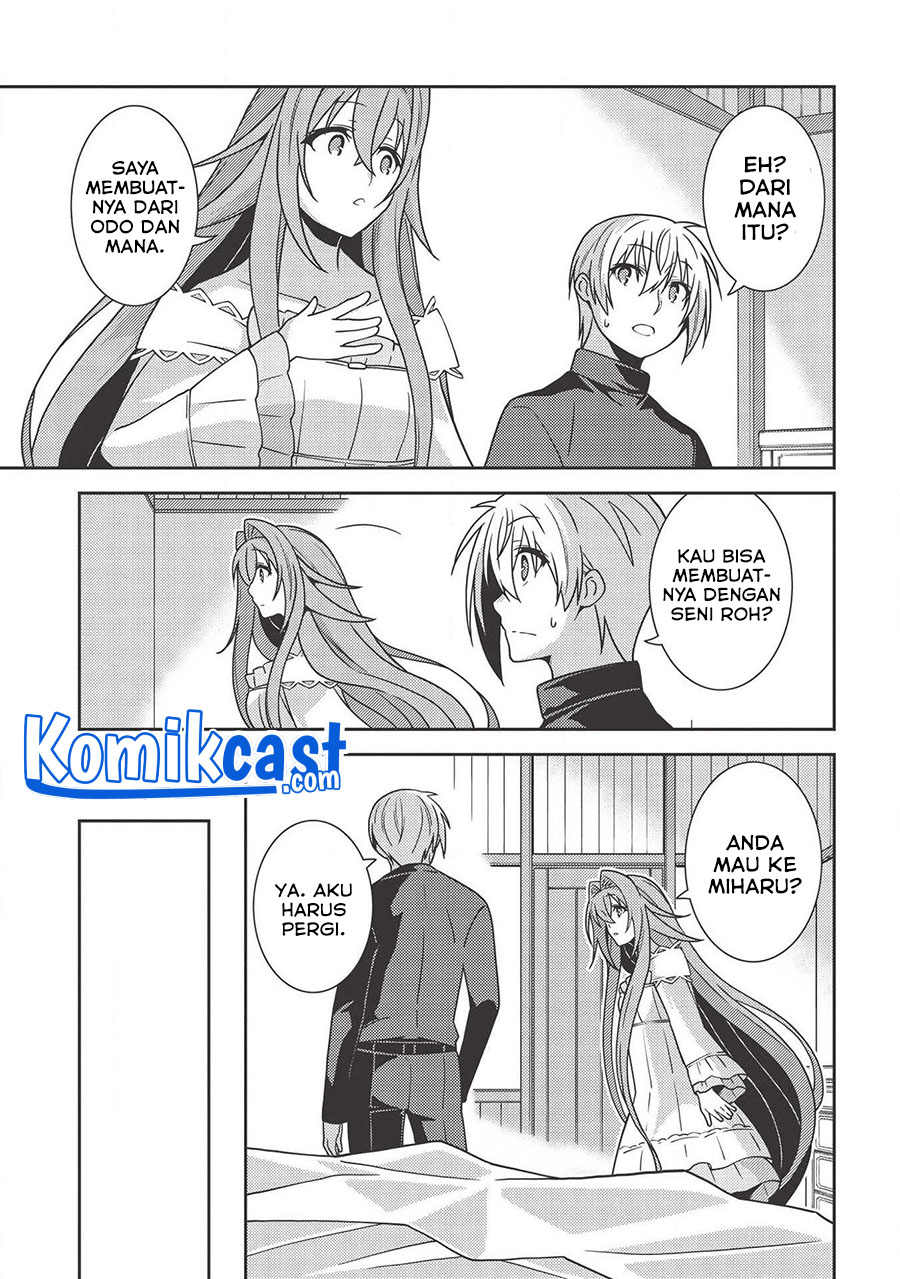 EH?
DARI
MANA
ITU?
SAYA
MEMBUAT-
NYA DARI
ODO DAN
MANA.
KAU BISA
MEMBUAT-
NYA DENGAN
SENI ROH?
Komikcast
.com
ANDA
MAU KE
MIHARU?
YA. AKU
HARUS
PERGI.